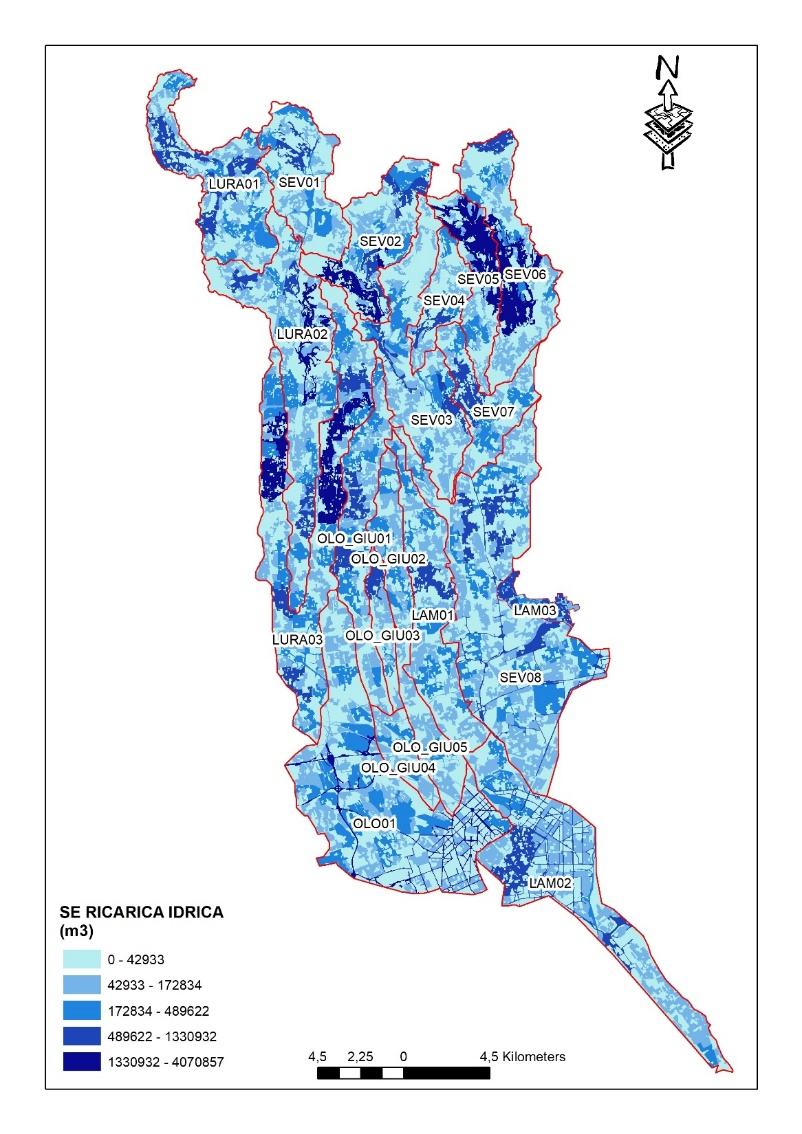 N
LURA01
SEV01
SEV02
SEV05
SEV06
SEV04
LURA02
SEV03
SEV07
OLO_GIU01
OLO_GIU02
LAM03
LAM01
LURA03
OLO_GIU03
SEV08
OLO_GIU05
OLO_GIU04
OLO01
LAM02
SE RICARICA IDRICA
(m3)
0 - 42933
42933 - 172834
172834 - 489622
489622 - 1330932
1330932 - 4070857
4,5 2,25 0 4,5 Kilometers